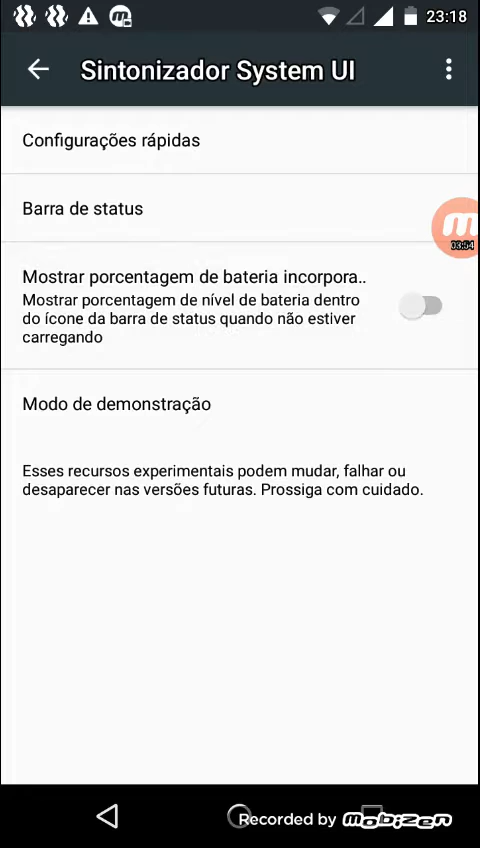 23:18
Sintonizador System UI
Configurações rápidas
Barra de status
03:54
Mostrar porcentagem de bateria incorpora..
Mostrar porcentagem de nível de bateria dentro
do ícone da barra de status quando não estiver
carregando
Modo de demonstração
Esses recursos experimentais podem mudar, falhar ou
desaparecer nas versões futuras. Prossiga com cuidado.
Recorded by mobizen